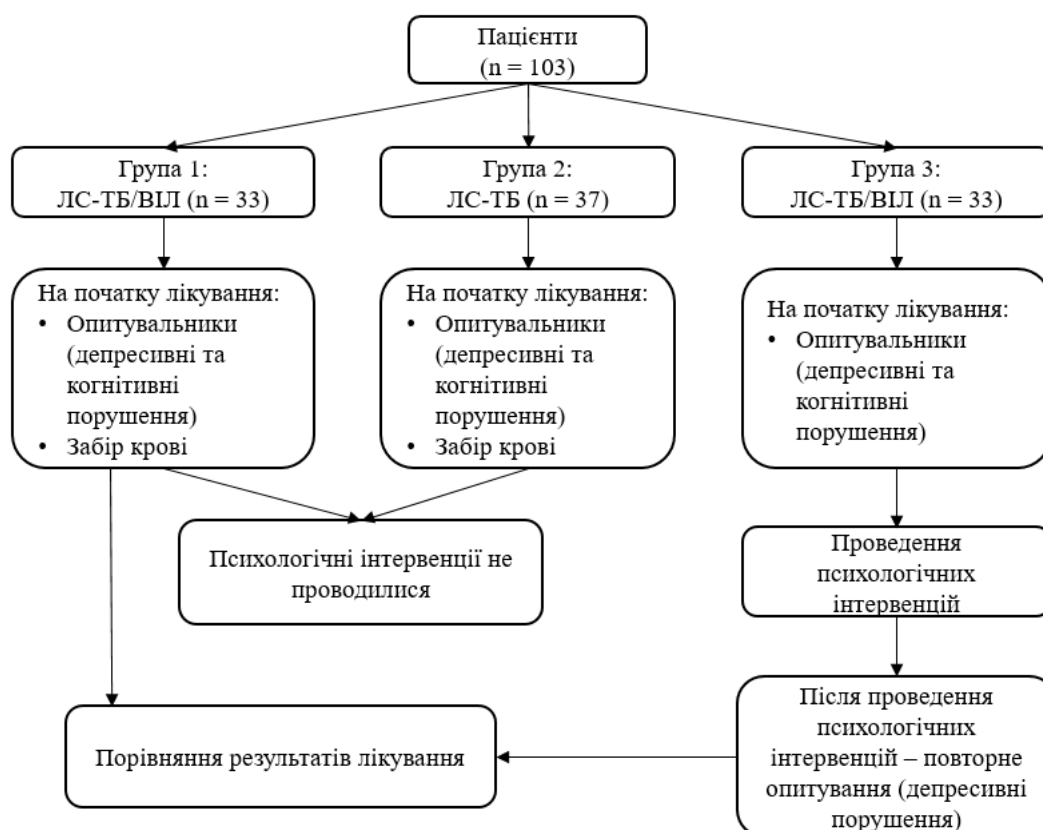 Пацієнти
(n = 103)
Група 1:
ЛС-ТБ/ВІЛ (n = 33)
Група 2:
ЛС-ТБ (n = 37)
Група 3:
ЛС-ТБ/ВІЛ (n = 33)
На початку лікування:
• Опитувальники
(депресивні та
когнітивні
порушення)
• Забір крові
На початку лікування:
• Опитувальники
(депресивні та
когнітивні
порушення)
• Забір крові
На початку лікування:
• Опитувальники
(депресивні та
когнітивні
порушення)
Психологічні інтервенції не
проводилися
Проведення
психологічних
інтервенцій
Порівняння результатів лікування
Після проведення
психологічних
інтервенцій – повторне
опитування (депресивні
порушення)